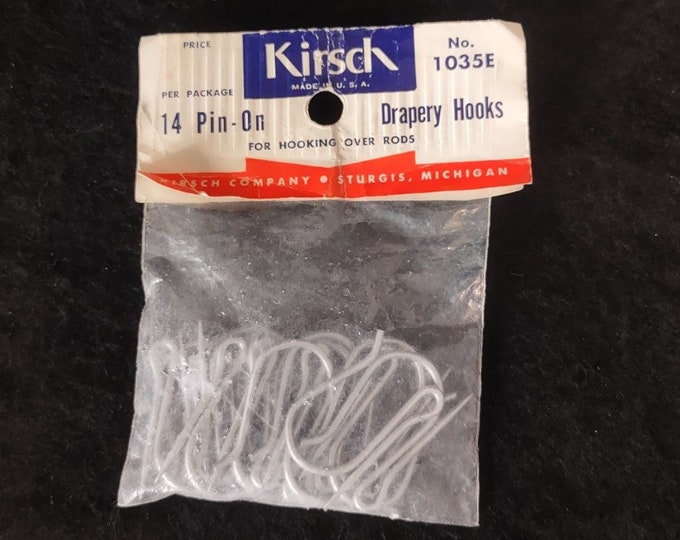 PRICE
Kirsch
MADE IN U. S. A.
No.
1035E
PER PACKAGE
14 Pin-On
Drapery Hooks
FOR HOOKING OVER RODS
KIRSCH COMPANY • STURGIS, MICHIGAN